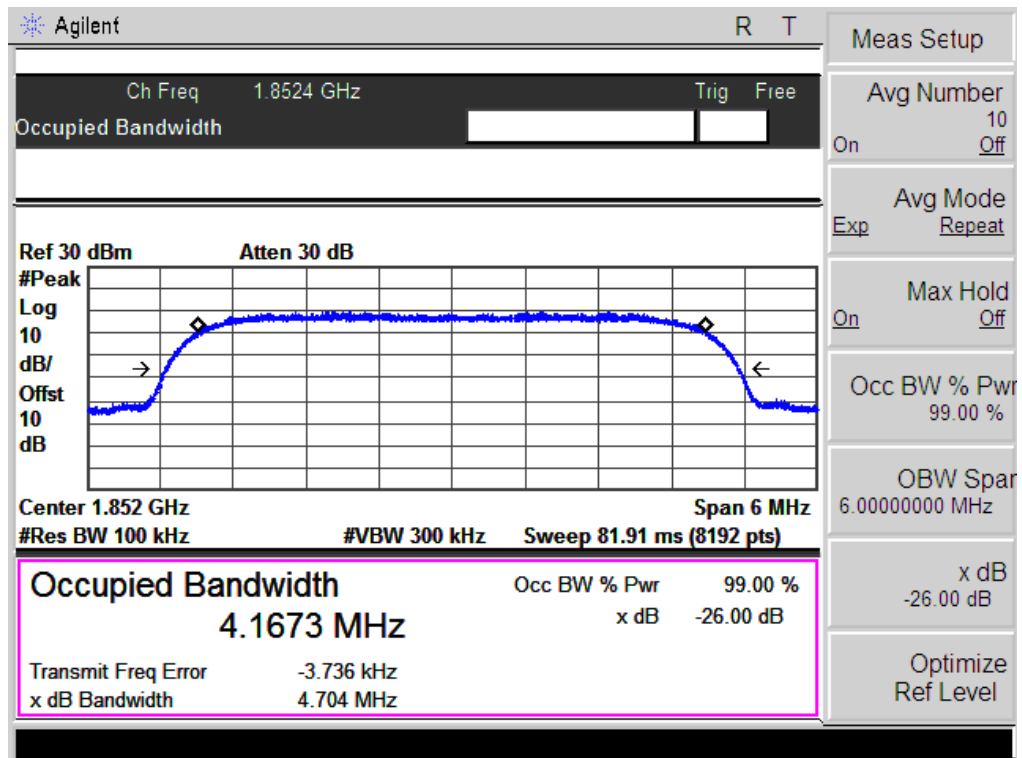 Agilent R T
Ch Freq 1.8524 GHz Trig Free
Occupied Bandwidth
Ref 30 dBm Atten 30 dB
#Peak
Log
10
dB/
Offst
10
dB
Center 1.852 GHz Span 6 MHz
#Res BW 100 kHz #VBW 300 kHz Sweep 81.91 ms (8192 pts)
Occupied Bandwidth Occ BW % Pwr 99.00 %
4.1673 MHz x dB -26.00 dB
Transmit Freq Error -3.736 kHz
x dB Bandwidth 4.704 MHz
Meas Setup
Avg Number
10
On Off
Avg Mode
Exp Repeat
Max Hold
On Off
Occ BW % Pwr
99.00 %
OBW Span
6.00000000 MHz
x dB
-26.00 dB
Optimize
Ref Level